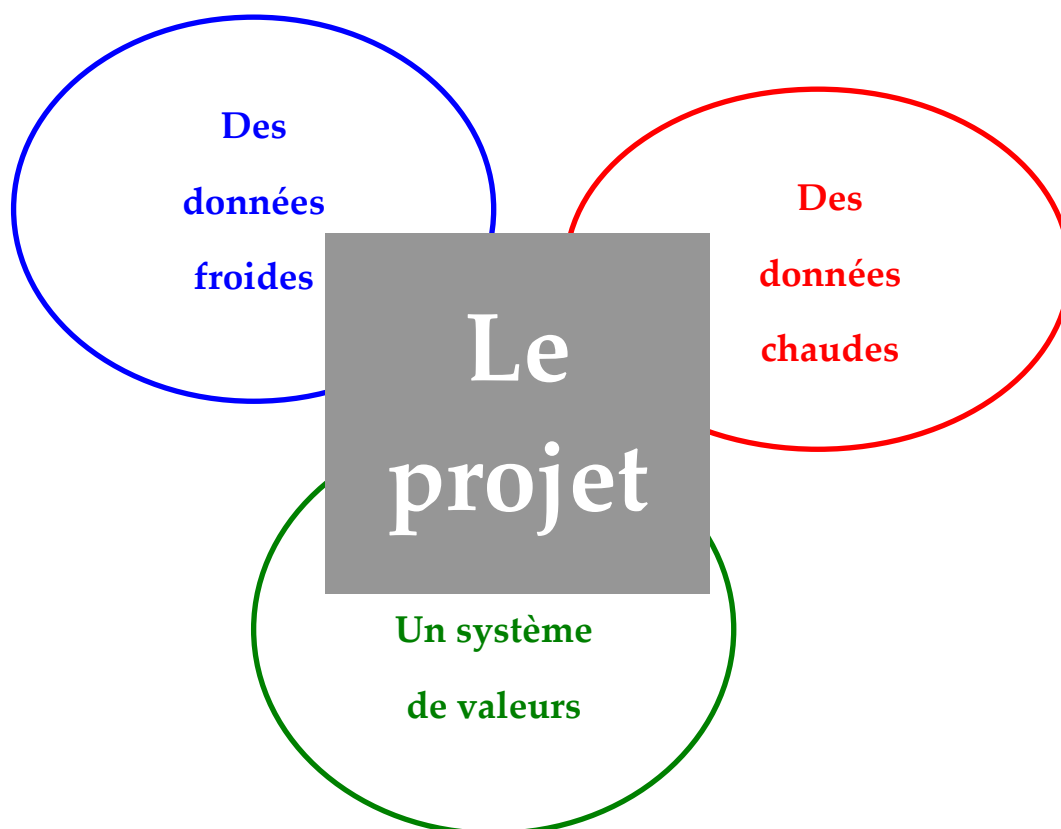 Des
données
froides
Des
données
chaudes
Le
projet
Un système
de valeurs